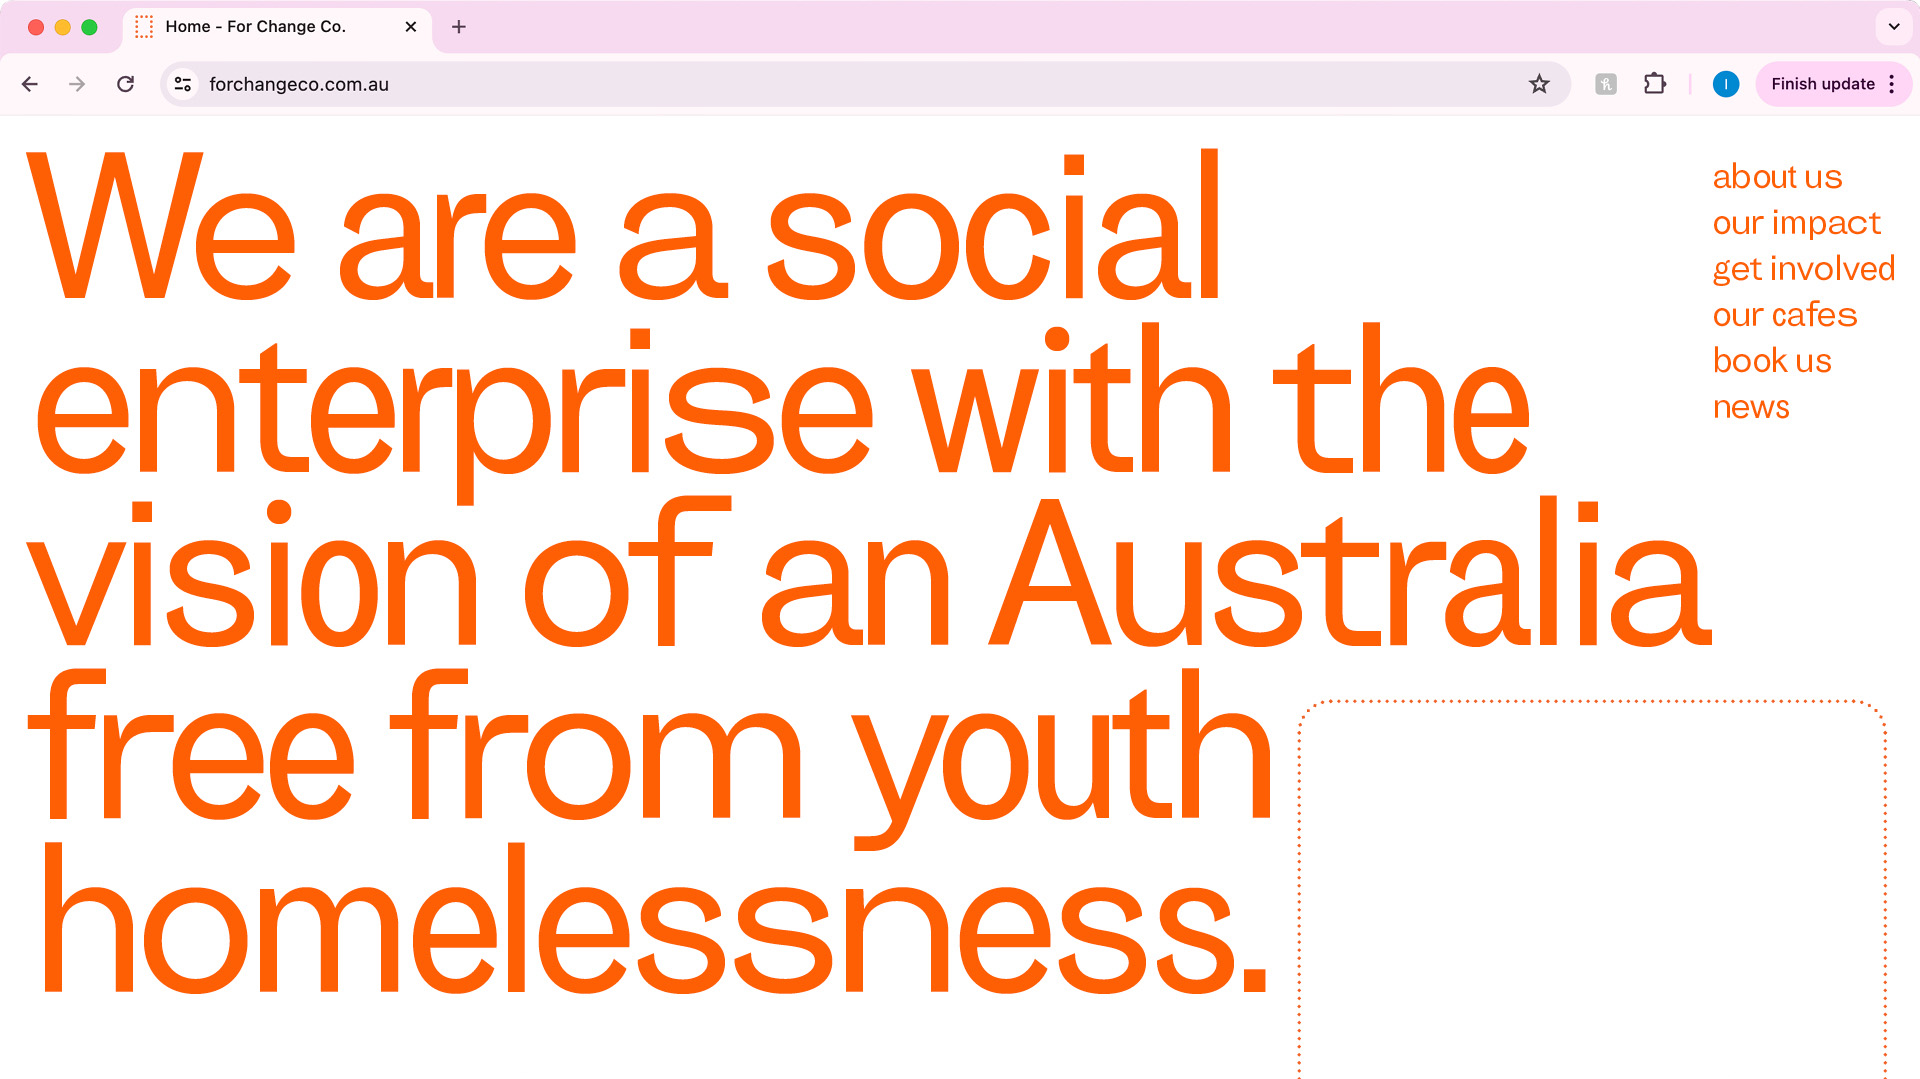 Home - For Change Co.
forchangeco.com.au
I
Finish update
We are a social
enterprise with the
vision of an Australia
free from youth
homelessness.
about us
our impact
get involved
our cafes
book us
news